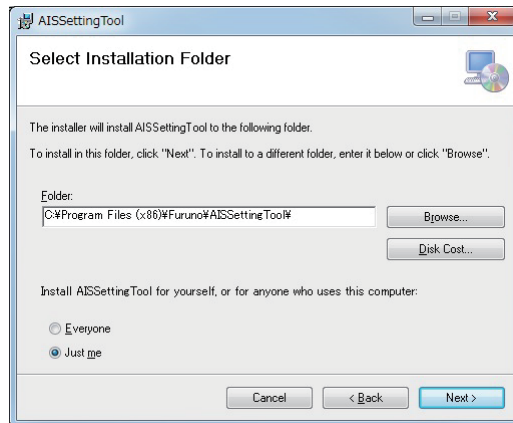 AISSettingTool
Select Installation Folder
The installer will install AISSettingTool to the following folder.
To install in this folder, click "Next". To install to a different folder, enter it below or click "Browse".
Folder:
C:¥Program Files (x86)¥Furuno¥AISSettingTool¥
Browse...
Disk Cost...
Install AISSettingTool for yourself, or for anyone who uses this computer:
Everyone
Just me
Cancel
< Back
Next >